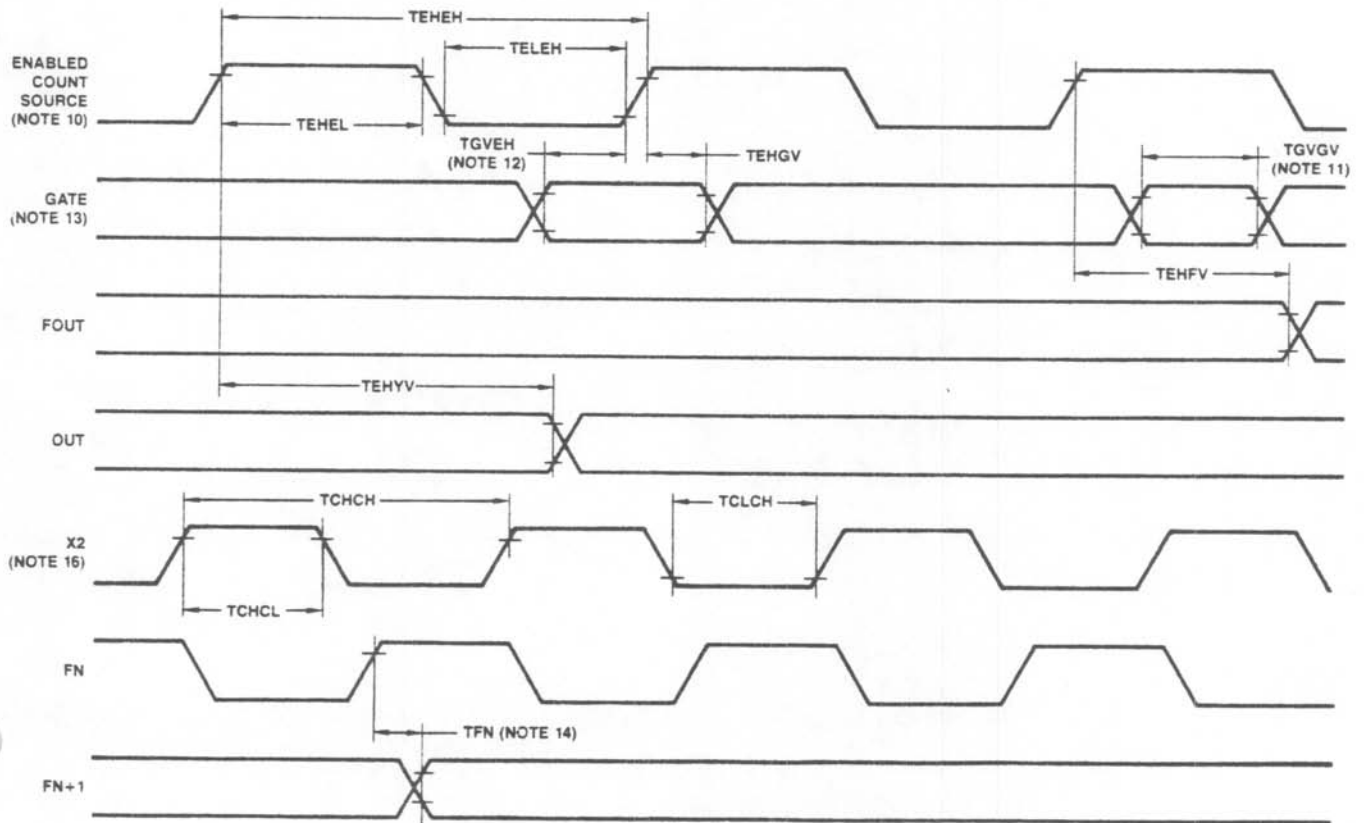 TEHEH
TELEH
ENABLED
COUNT
SOURCE
(NOTE 10)
TEHEL
TGVEH
(NOTE 12)
TEHGV
TGVGV
(NOTE 11)
GATE
(NOTE 13)
TEHFV
FOUT
TEHYV
OUT
TCHCH
TCLCH
X2
(NOTE 16)
TCHCL
FN
TFN (NOTE 14)
FN+1